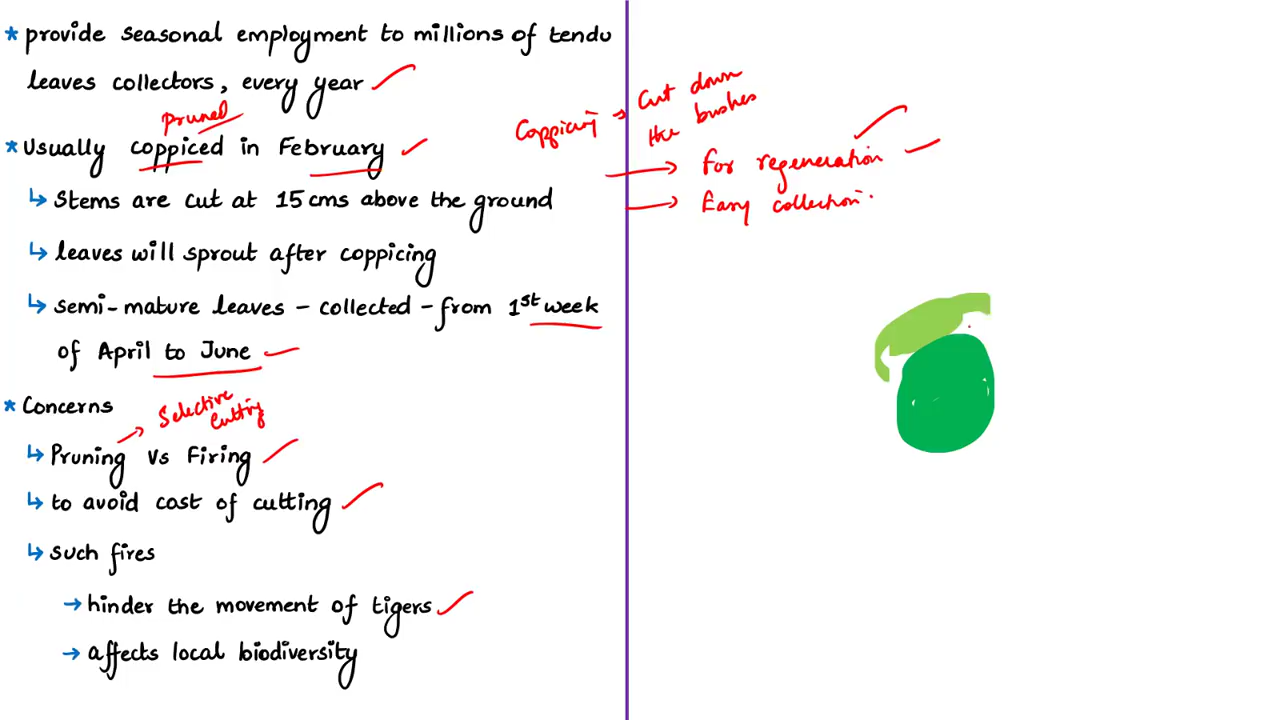 * provide seasonal employment to millions of tendu
leaves collectors, every year
pruned
* Usually coppiced in February
↳ Stems are cut at 15 cms above the ground
↳ leaves will sprout after coppicing
↳ semi-mature leaves - collected - from 1st week
of April to June
* Concerns
→ Selective
cutting
↳ Pruning Vs Firing
↳ to avoid cost of cutting
↳ such fires
→ hinder the movement of tigers
→ affects local biodiversity
Coppicing → Cut down
the bushes
→ For regeneration
→ Easy collection